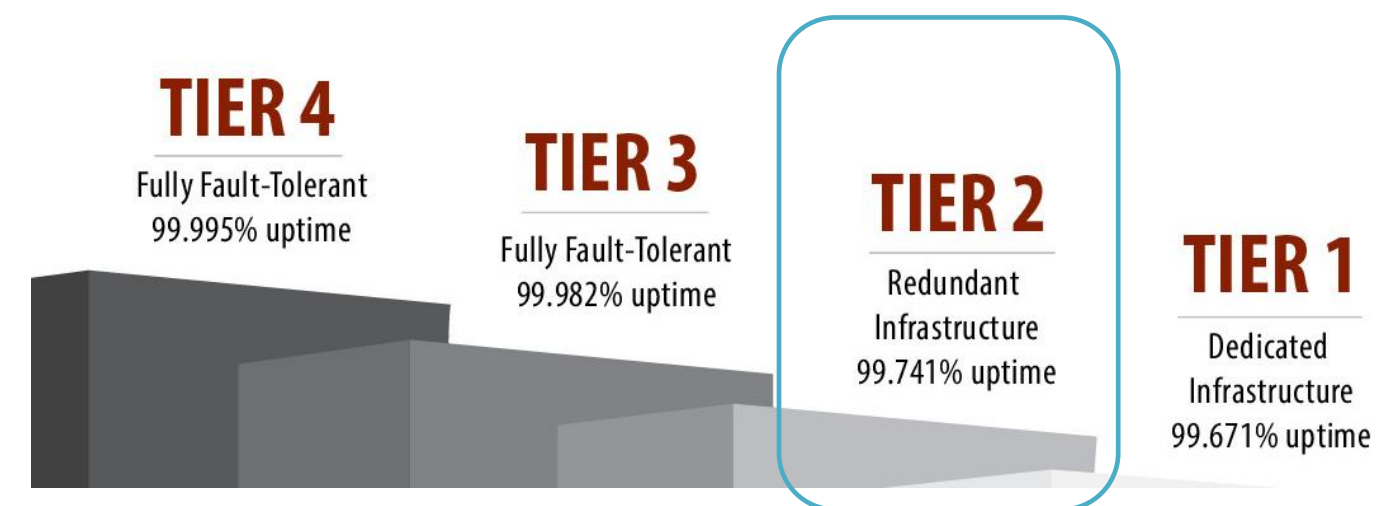 TIER 4
Fully Fault-Tolerant
99.995% uptime
TIER 3
Fully Fault-Tolerant
99.982% uptime
TIER 2
Redundant
Infrastructure
99.741% uptime
TIER 1
Dedicated
Infrastructure
99.671% uptime